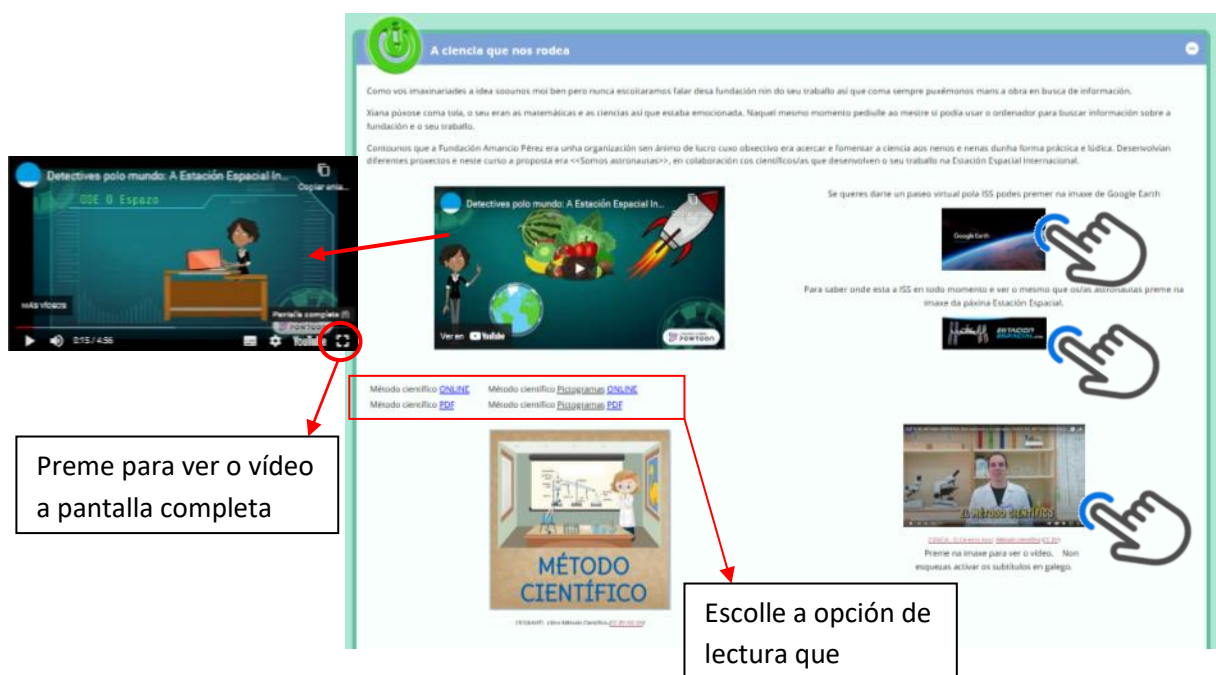 A ciencia que nos rodea
Como vos imaxinariades a idea soounos moi ben pero nunca escoitaramos falar desa fundación nin do seu traballo así que coma sempre puxémonos mans a obra en busca de información.
Xiana púxose coma tola, o seu eran as matemáticas e as ciencias así que estaba emocionada. Naquel mesmo momento pediulle ao mestre si podía usar o ordenador para buscar información sobre a
fundación e o seu traballo.
Contounos que a Fundación Amancio Pérez era unha organización sen ánimo de lucro cuxo obxectivo era acercar e fomentar a ciencia aos nenos e nenas dunha forma práctica e lúdica. Desenvolvían
diferentes proxectos e neste curso a proposta era <<Somos astronautas>>, en colaboración cos científicos/as que desenvolven o seu traballo na Estación Espacial Internacional.
Detectives polo mundo: A Estación Espacial In...
Copiar enla...
O Espazo
MÁS VÍDEOS
Pantalla completa (f)
POWTOON
2:15 / 4:56
YouTube
Detectives polo mundo: A Estación Espacial In...
Ver en YouTube
POWTOON
Se queres darte un paseo virtual pola ISS podes premer na imaxe de Google Earth
Google Earth
Para saber onde esta a ISS en todo momento e ver o mesmo que os/as astronautas preme na
imaxe da páxina Estación Espacial.
ESTACION
ESPACIAL
Preme para ver o vídeo
a pantalla completa
Método científico ONLINE Método científico Pictogramas ONLINE
Método científico PDF Método científico Pictogramas PDF
MÉTODO
CIENTÍFICO
EL MÉTODO CIENTÍFICO
Preme na imaxe para ver o vídeo. Non
esquezas activar os subtítulos en galego.
Escolle a opción de
lectura que